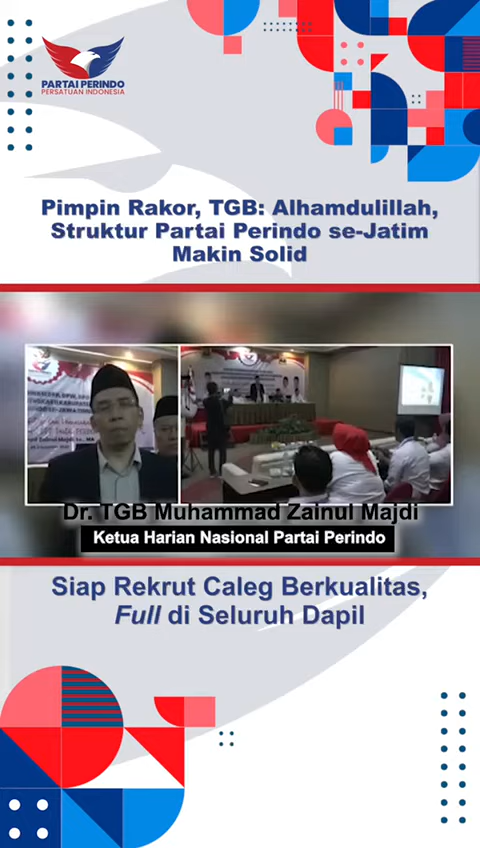 PARTAI PERINDO
PERSATUAN INDONESIA
Pimpin Rakor, TGB: Alhamdulillah,
Struktur Partai Perindo se-Jatim
Makin Solid
Dr. TGB Muhammad Zainul Majdi
Ketua Harian Nasional Partai Perindo
Siap Rekrut Caleg Berkualitas,
Full di Seluruh Dapil